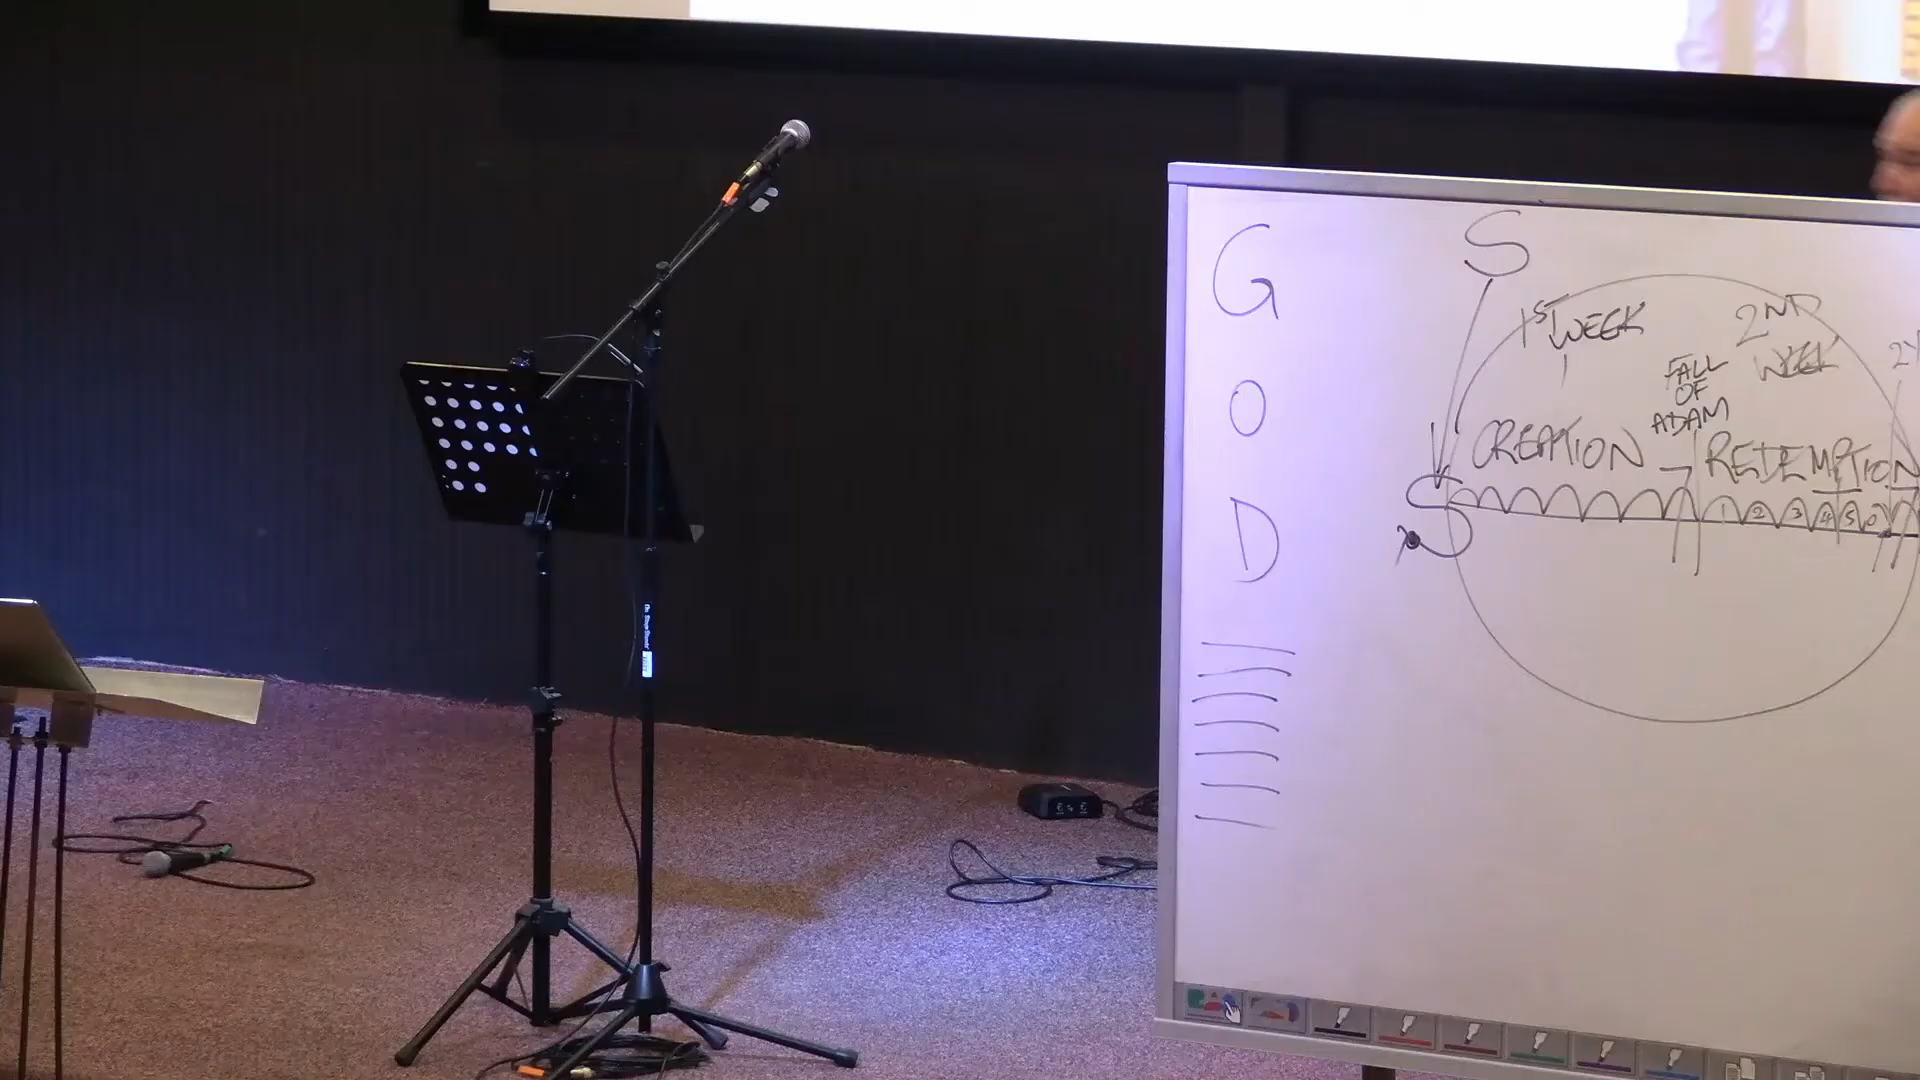 G
O
D
S
1ST WEEK
2ND
WEEK
FALL
OF
ADAM
CREATION
REDEMPTION
S
1 2 3 4 5